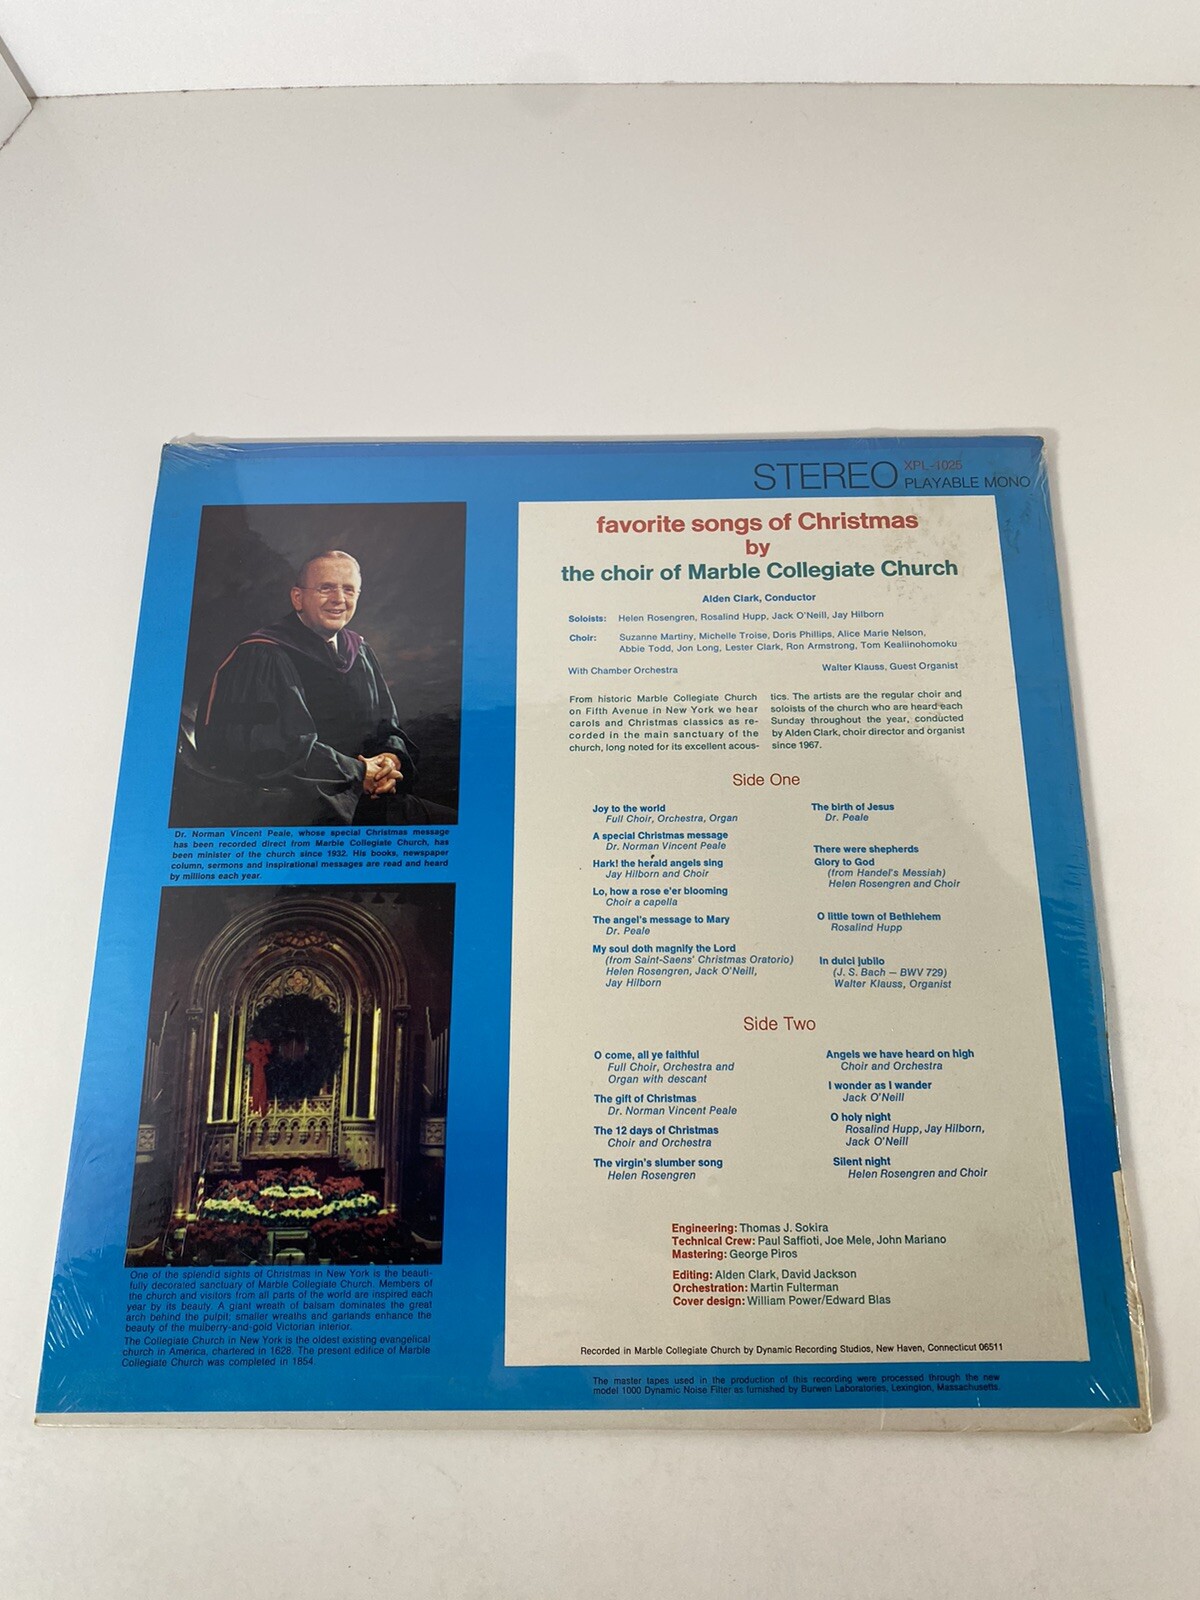 STEREO XPL-1025
PLAYABLE MONO
favorite songs of Christmas
by
the choir of Marble Collegiate Church
Alden Clark, Conductor
Soloists: Helen Rosengren, Rosalind Hupp, Jack O'Neill, Jay Hilborn
Choir: Suzanne Martiny, Michelle Troise, Doris Phillips, Alice Marie Nelson,
Abbie Todd, Jon Long, Lester Clark, Ron Armstrong, Tom Kealiinohomoku
With Chamber Orchestra
Walter Klauss, Guest Organist
From historic Marble Collegiate Church
on Fifth Avenue in New York we hear
carols and Christmas classics as re-
corded in the main sanctuary of the
church, long noted for its excellent acous-
tics. The artists are the regular choir and
soloists of the church who are heard each
Sunday throughout the year, conducted
by Alden Clark, choir director and organist
since 1967.
Side One
Joy to the world
Full Choir, Orchestra, Organ
A special Christmas message
Dr. Norman Vincent Peale
Hark! the herald angels sing
Jay Hilborn and Choir
Lo, how a rose e'er blooming
Choir a capella
The angel's message to Mary
Dr. Peale
My soul doth magnify the Lord
(from Saint-Saens' Christmas Oratorio)
Helen Rosengren, Jack O'Neill,
Jay Hilborn
The birth of Jesus
Dr. Peale
There were shepherds
Glory to God
(from Handel's Messiah)
Helen Rosengren and Choir
O little town of Bethlehem
Rosalind Hupp
In dulci jubilo
(J. S. Bach — BWV 729)
Walter Klauss, Organist
Side Two
O come, all ye faithful
Full Choir, Orchestra and
Organ with descant
The gift of Christmas
Dr. Norman Vincent Peale
The 12 days of Christmas
Choir and Orchestra
The virgin's slumber song
Helen Rosengren
Angels we have heard on high
Choir and Orchestra
I wonder as I wander
Jack O'Neill
O holy night
Rosalind Hupp, Jay Hilborn,
Jack O'Neill
Silent night
Helen Rosengren and Choir
Engineering: Thomas J. Sokira
Technical Crew: Paul Saffioti, Joe Mele, John Mariano
Mastering: George Piros
Editing: Alden Clark, David Jackson
Orchestration: Martin Fulterman
Cover design: William Power/Edward Blas
Recorded in Marble Collegiate Church by Dynamic Recording Studios, New Haven, Connecticut 06511
The master tapes used in the production of this recording were processed through the new
model 1000 Dynamic Noise Filter as furnished by Burwen Laboratories, Lexington, Massachusetts.
Dr. Norman Vincent Peale, whose special Christmas message
has been recorded direct from Marble Collegiate Church, has
been minister of the church since 1932. His books, newspaper
column, sermons and inspirational messages are read and heard
by millions each year.
One of the splendid sights of Christmas in New York is the beauti-
fully decorated sanctuary of Marble Collegiate Church. Members of
the church and visitors from all parts of the world are inspired each
year by its beauty. A giant wreath of balsam dominates the great
arch behind the pulpit; smaller wreaths and garlands enhance the
beauty of the mulberry-and-gold Victorian interior.
The Collegiate Church in New York is the oldest existing evangelical
church in America, chartered in 1628. The present edifice of Marble
Collegiate Church was completed in 1854.